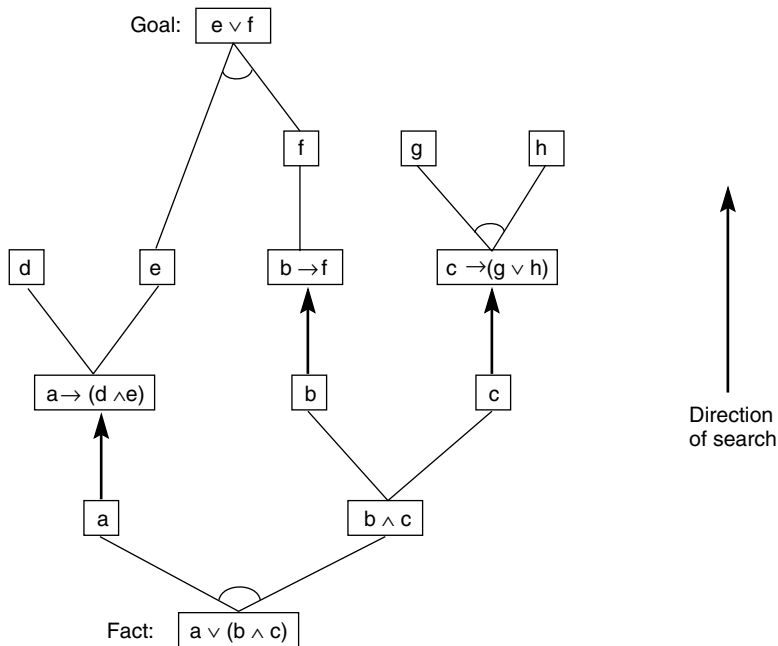 Goal: e ∨ f
f
g
h
d
e
b → f
c →(g ∨ h)
a→ (d ∧e)
b
c
Direction
of search
a
b ∧ c
Fact: a ∨ (b ∧ c)